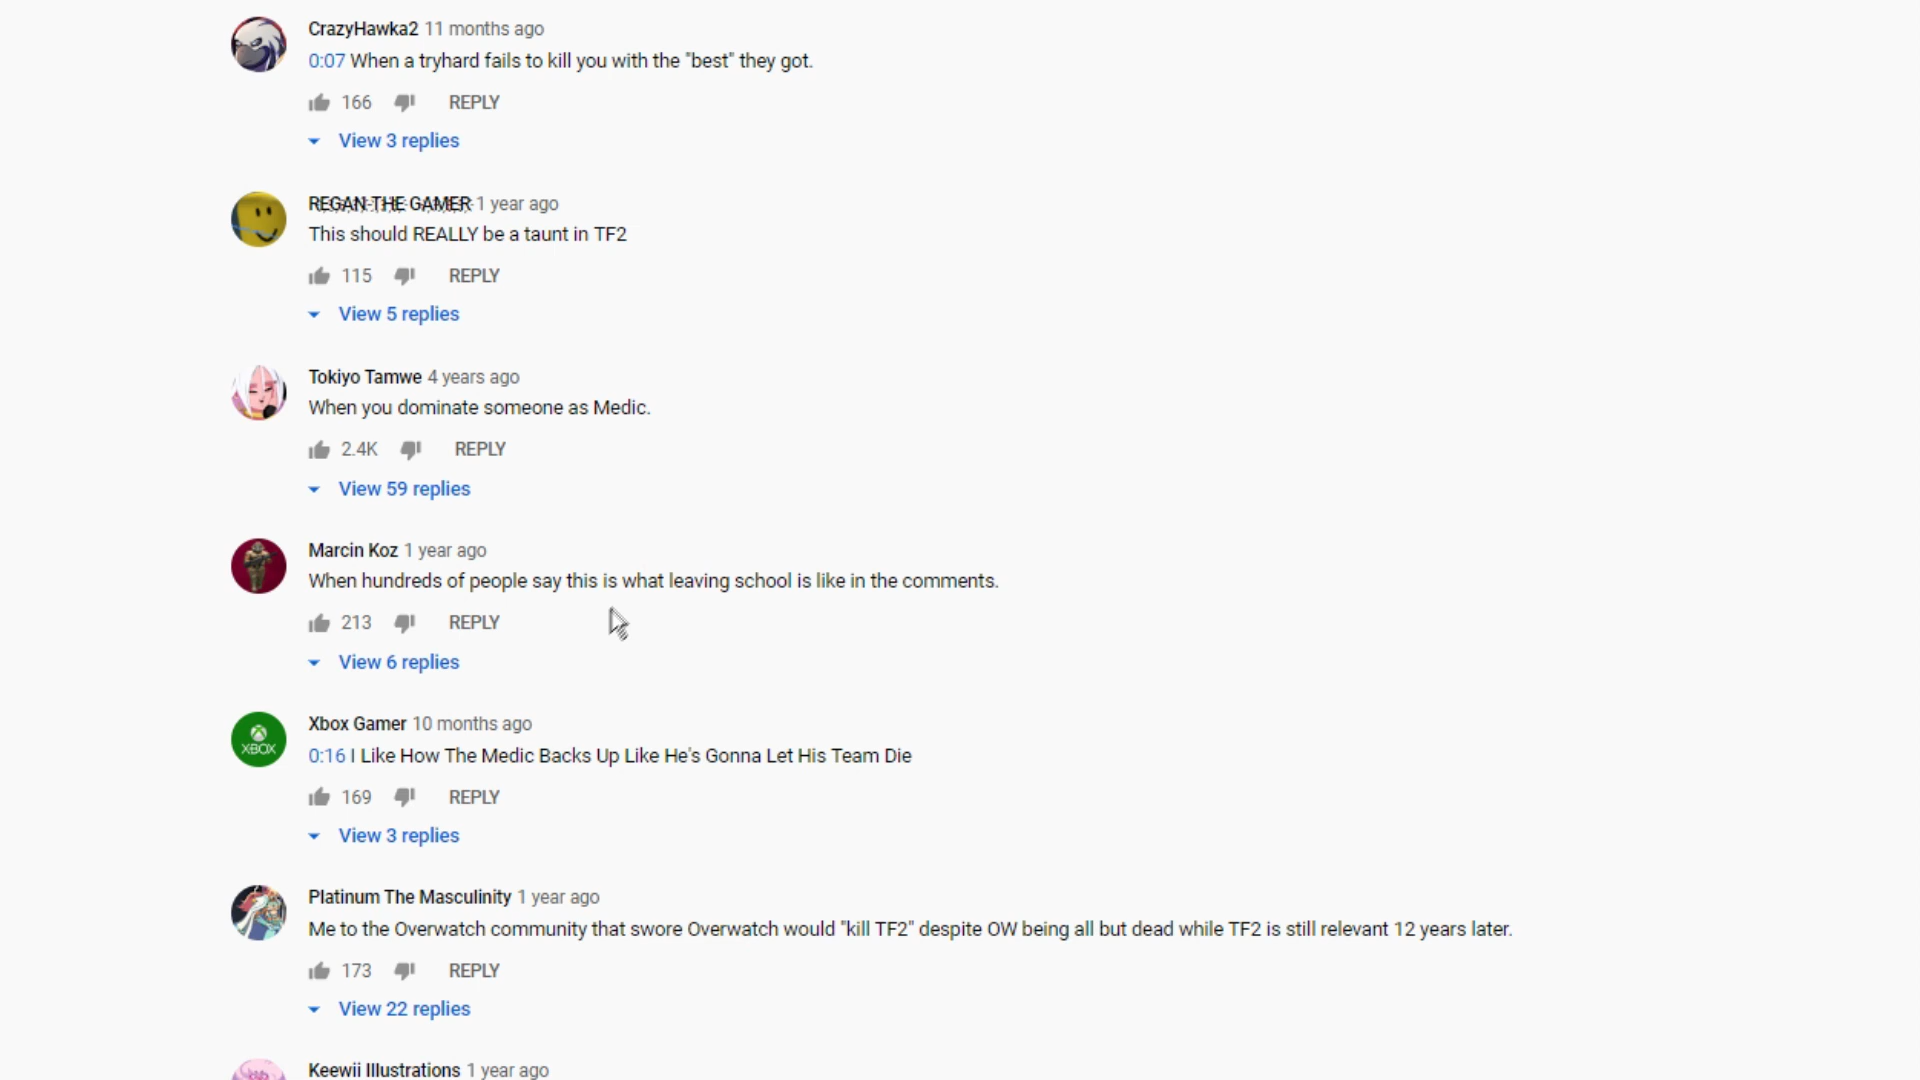 CrazyHawka2 11 months ago
0:07 When a tryhard fails to kill you with the "best" they got.
166 REPLY
View 3 replies
REGAN THE GAMER 1 year ago
This should REALLY be a taunt in TF2
115 REPLY
View 5 replies
Tokiyo Tamwe 4 years ago
When you dominate someone as Medic.
2.4K REPLY
View 59 replies
Marcin Koz 1 year ago
When hundreds of people say this is what leaving school is like in the comments.
213 REPLY
View 6 replies
XBOX
Xbox Gamer 10 months ago
0:16 I Like How The Medic Backs Up Like He's Gonna Let His Team Die
169 REPLY
View 3 replies
Platinum The Masculinity 1 year ago
Me to the Overwatch community that swore Overwatch would "kill TF2" despite OW being all but dead while TF2 is still relevant 12 years later.
173 REPLY
View 22 replies
Keewii Illustrations 1 year ago